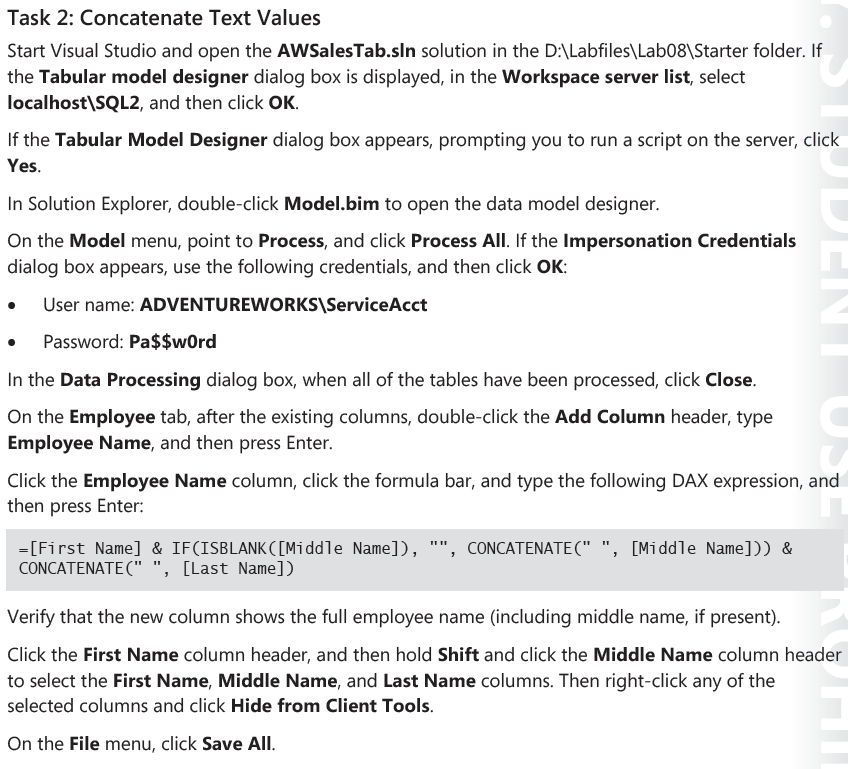 Task 2: Concatenate Text Values
Start Visual Studio and open the AWSalesTab.sln solution in the D:\Labfiles\Lab08\Starter folder. If
the Tabular model designer dialog box is displayed, in the Workspace server list, select
localhost\SQL2, and then click OK.
If the Tabular Model Designer dialog box appears, prompting you to run a script on the server, click
Yes.
In Solution Explorer, double-click Model.bim to open the data model designer.
On the Model menu, point to Process, and click Process All. If the Impersonation Credentials
dialog box appears, use the following credentials, and then click OK:
• User name: ADVENTUREWORKS\ServiceAcct
• Password: Pa$$w0rd
In the Data Processing dialog box, when all of the tables have been processed, click Close.
On the Employee tab, after the existing columns, double-click the Add Column header, type
Employee Name, and then press Enter.
Click the Employee Name column, click the formula bar, and type the following DAX expression, and
then press Enter:
=[First Name] & IF(ISBLANK([Middle Name]), "", CONCATENATE(" ", [Middle Name])) &
CONCATENATE(" ", [Last Name])
Verify that the new column shows the full employee name (including middle name, if present).
Click the First Name column header, and then hold Shift and click the Middle Name column header
to select the First Name, Middle Name, and Last Name columns. Then right-click any of the
selected columns and click Hide from Client Tools.
On the File menu, click Save All.
STUDENT USE